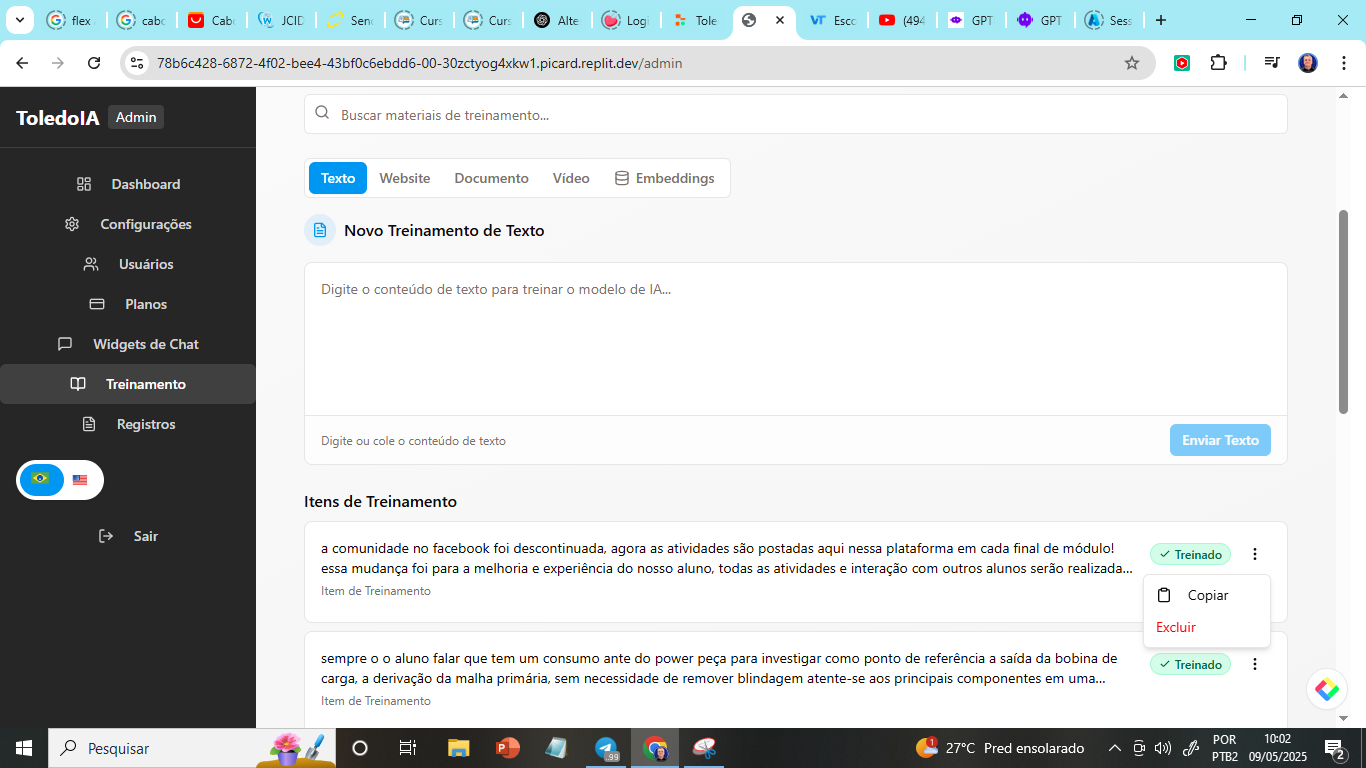 flex
cabo
Cabo
JCID
Senc
Curs
Curs
Alte
Logi
Tole
Esco
(494
GPT
GPT
Sess
78b6c428-6872-4f02-bee4-43bf0c6ebdd6-00-30zctyog4xkw1.picard.replit.dev/admin
ToledoIA Admin
Dashboard
Configurações
Usuários
Planos
Widgets de Chat
Treinamento
Registros
Sair
Buscar materiais de treinamento...
Texto Website Documento Vídeo Embeddings
Novo Treinamento de Texto
Digite o conteúdo de texto para treinar o modelo de IA...
Digite ou cole o conteúdo de texto
Enviar Texto
Itens de Treinamento
a comunidade no facebook foi descontinuada, agora as atividades são postadas aqui nessa plataforma em cada final de módulo!
essa mudança foi para a melhoria e experiência do nosso aluno, todas as atividades e interação com outros alunos serão realizada...
Item de Treinamento
Treinado
Copiar
Excluir
sempre o o aluno falar que tem um consumo ante do power peça para investigar como ponto de referência a saída da bobina de
carga, a derivação da malha primária, sem necessidade de remover blindagem atente-se aos principais componentes em uma...
Item de Treinamento
Treinado
Pesquisar
.99
1
27°C Pred ensolarado
POR
PTB2
10:02
09/05/2025
2